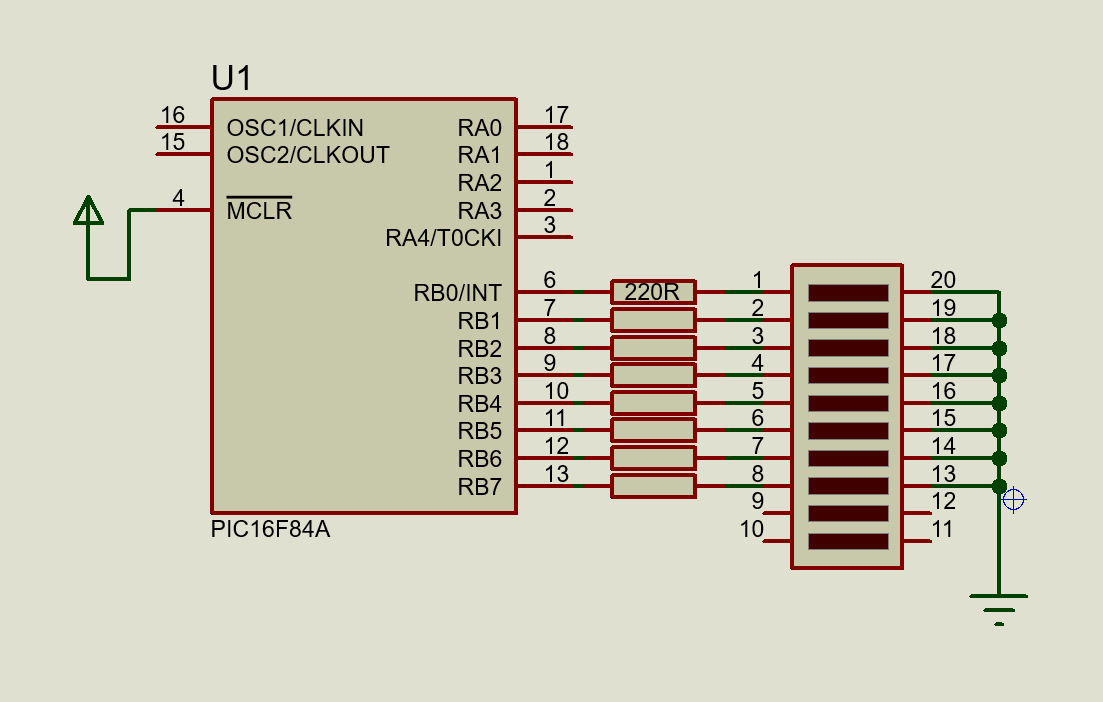 U1
16 OSC1/CLKIN RA0 17
15 OSC2/CLKOUT RA1 18
RA2 1
4 MCLR RA3 2
RA4/T0CKI 3
RB0/INT 6 220R 1 20
RB1 7 2 19
RB2 8 3 18
RB3 9 4 17
RB4 10 5 16
RB5 11 6 15
RB6 12 7 14
RB7 13 8 13
9 12
10 11
PIC16F84A